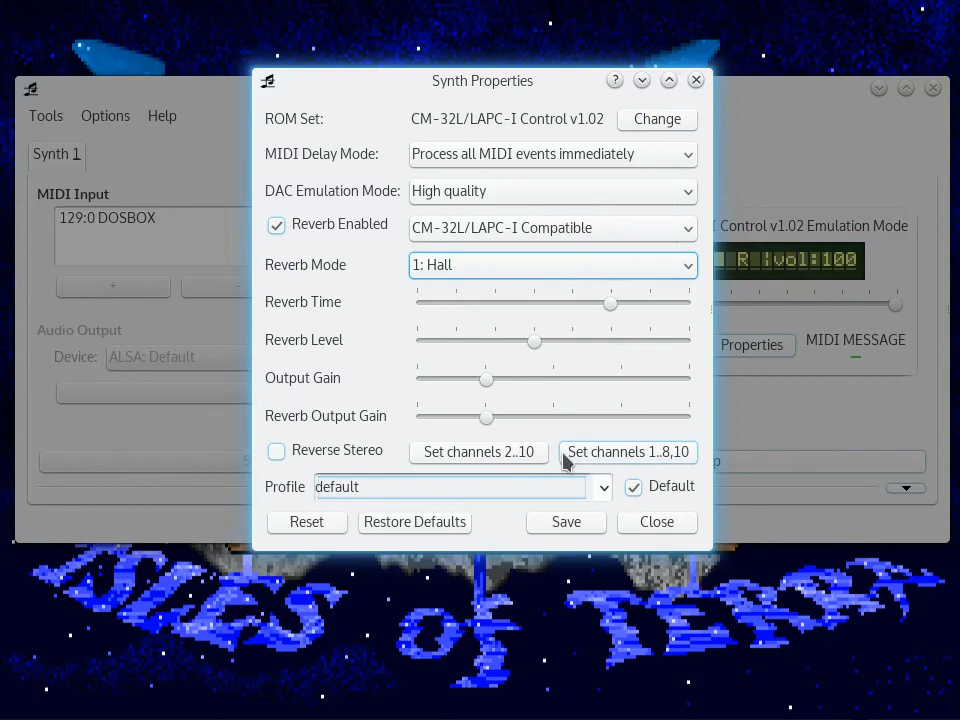 Synth Properties
ROM Set: CM-32L/LAPC-I Control v1.02 Change
Tools Options Help
MIDI Delay Mode: Process all MIDI events immediately
Synth 1
DAC Emulation Mode: High quality
MIDI Input
129:0 DOSBOX
Reverb Enabled CM-32L/LAPC-I Compatible
I Control v1.02 Emulation Mode
R |vol:100
Reverb Mode 1: Hall
+ -
Reverb Time
Audio Output
Reverb Level
Properties MIDI MESSAGE
Device: ALSA: Default
Output Gain
Reverb Output Gain
Reverse Stereo Set channels 2..10 Set channels 1..8,10
Profile default Default
Reset Restore Defaults Save Close
ISLES OF TERRA